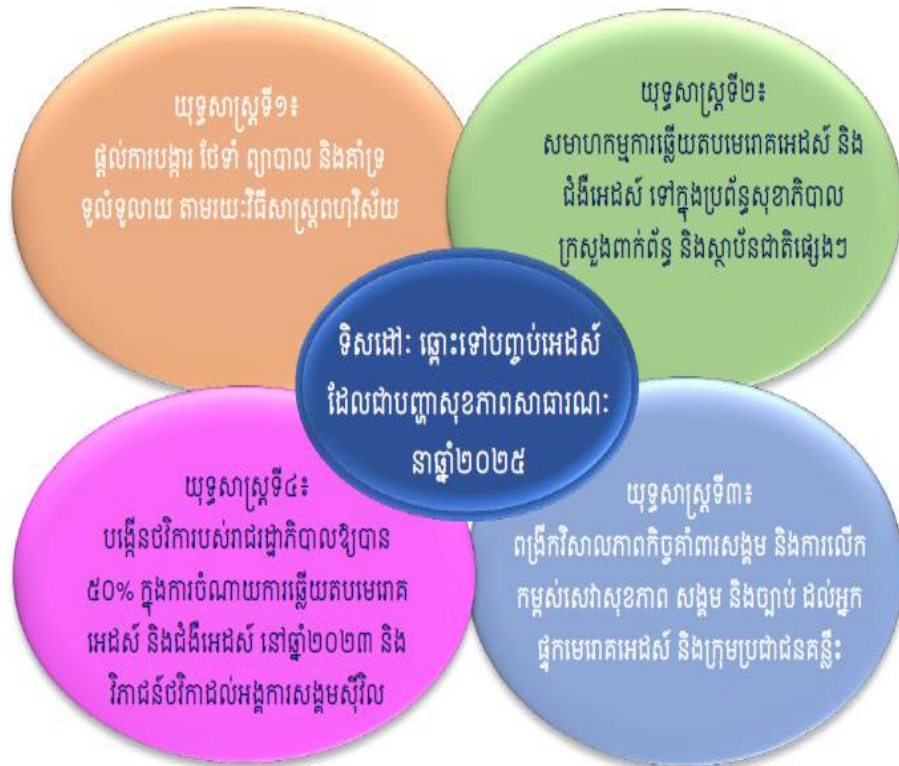 យុទ្ធសាស្ត្រទី១៖
ផ្តល់ការបង្ការ ថែទាំ ព្យាបាល និងគាំទ្រ
ទូលំទូលាយ តាមរយៈវិធីសាស្ត្រពហុវិស័យ
យុទ្ធសាស្ត្រទី២៖
សមាហរណកម្មការឆ្លើយតបមេរោគអេដស៍ និង
ជំងឺអេដស៍ ទៅក្នុងប្រព័ន្ធសុខាភិបាល
ក្រសួងពាក់ព័ន្ធ និងស្ថាប័នជាតិផ្សេងៗ
ទិសដៅៈ ឆ្ពោះទៅបញ្ចប់អេដស៍
ដែលជាបញ្ហាសុខភាពសាធារណៈ
នាឆ្នាំ២០២៥
យុទ្ធសាស្ត្រទី៤៖
បង្កើនថវិការបស់រាជរដ្ឋាភិបាលឱ្យបាន
៥០% ក្នុងការចំណាយការឆ្លើយតបមេរោគ
អេដស៍ និងជំងឺអេដស៍ នៅឆ្នាំ២០២៣ និង
វិភាជន៍ថវិកាដល់អង្គការសង្គមស៊ីវិល
យុទ្ធសាស្ត្រទី៣៖
ពង្រីកវិសាលភាពកិច្ចគាំពារសង្គម និងការលើក
កម្ពស់សេវាសុខភាព សង្គម និងច្បាប់ ដល់អ្នក
ផ្ទុកមេរោគអេដស៍ និងក្រុមប្រជាជនគន្លឹះ